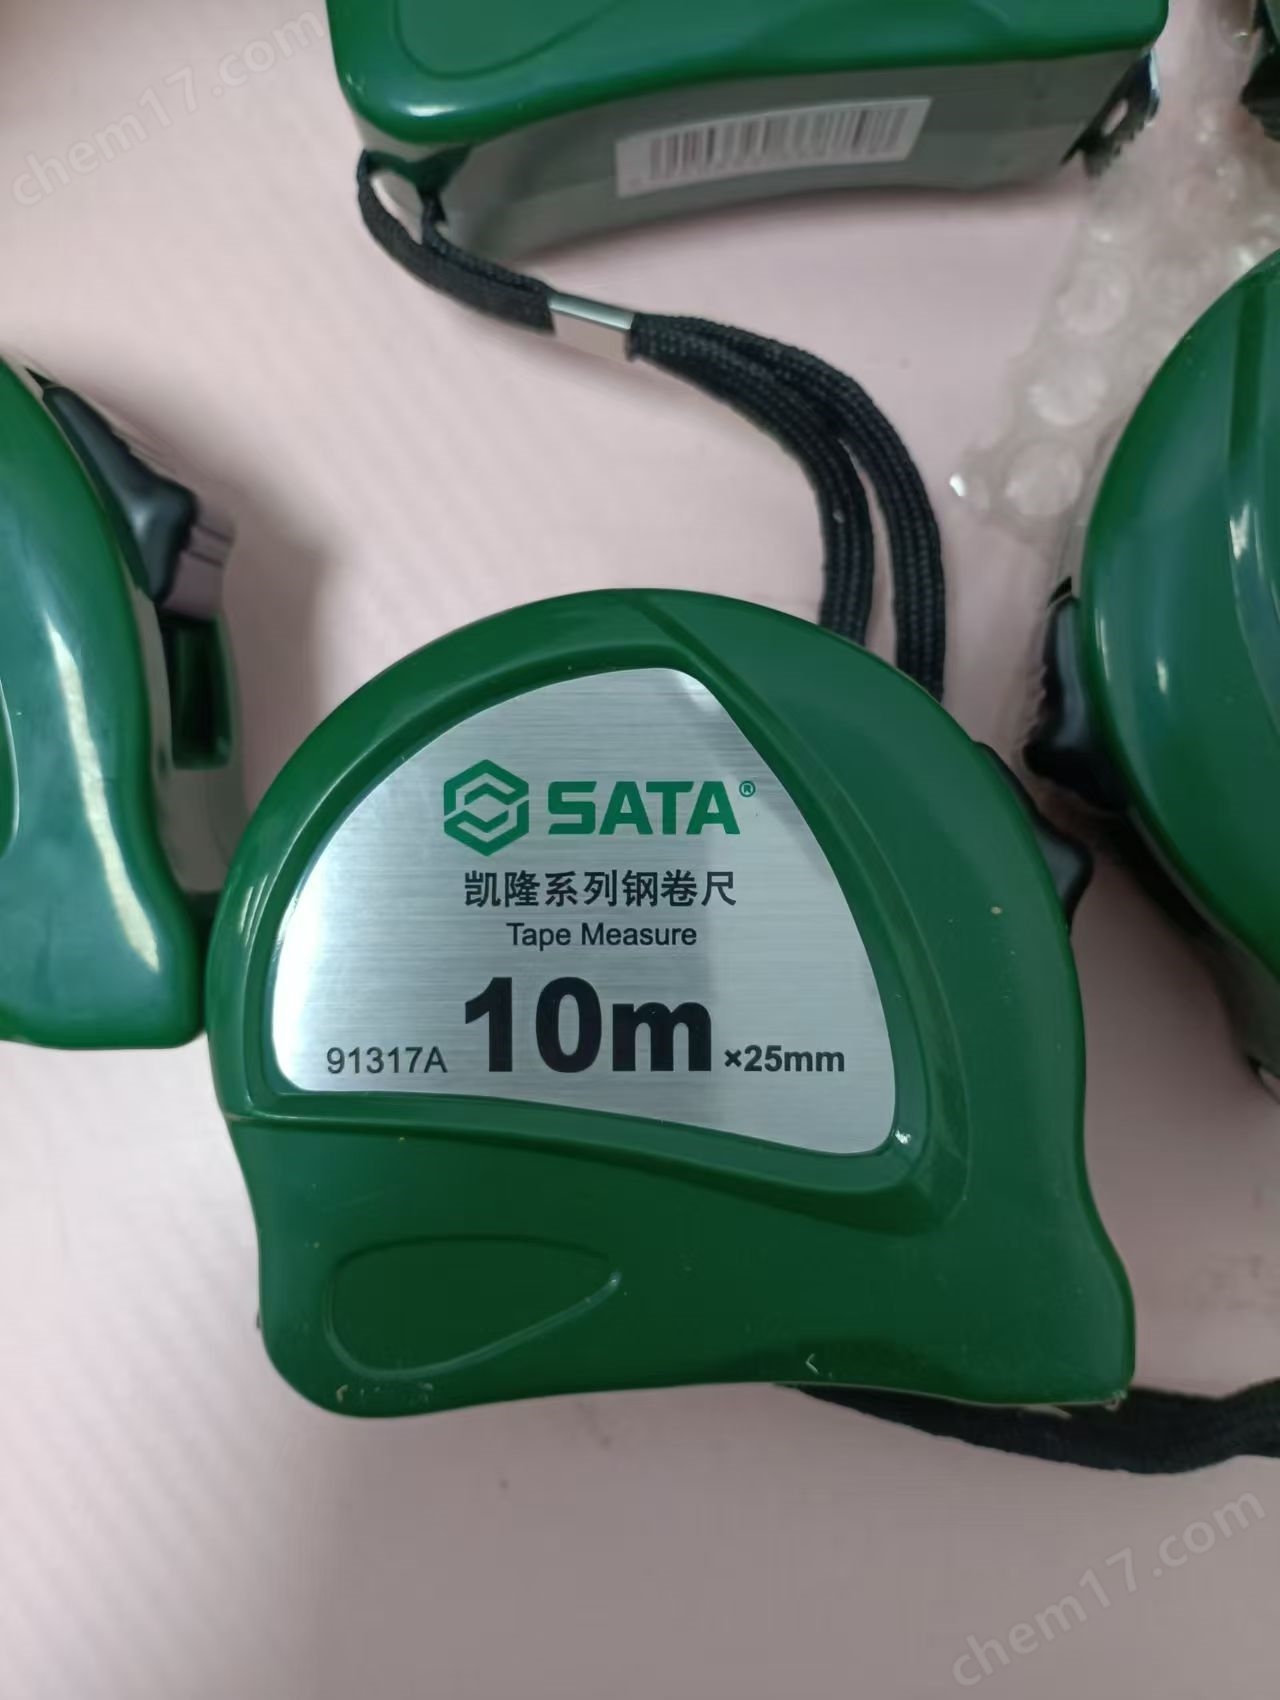 chem17.com
SATA®
凯隆系列钢卷尺
Tape Measure
91317A 10m ×25mm
chem17.com